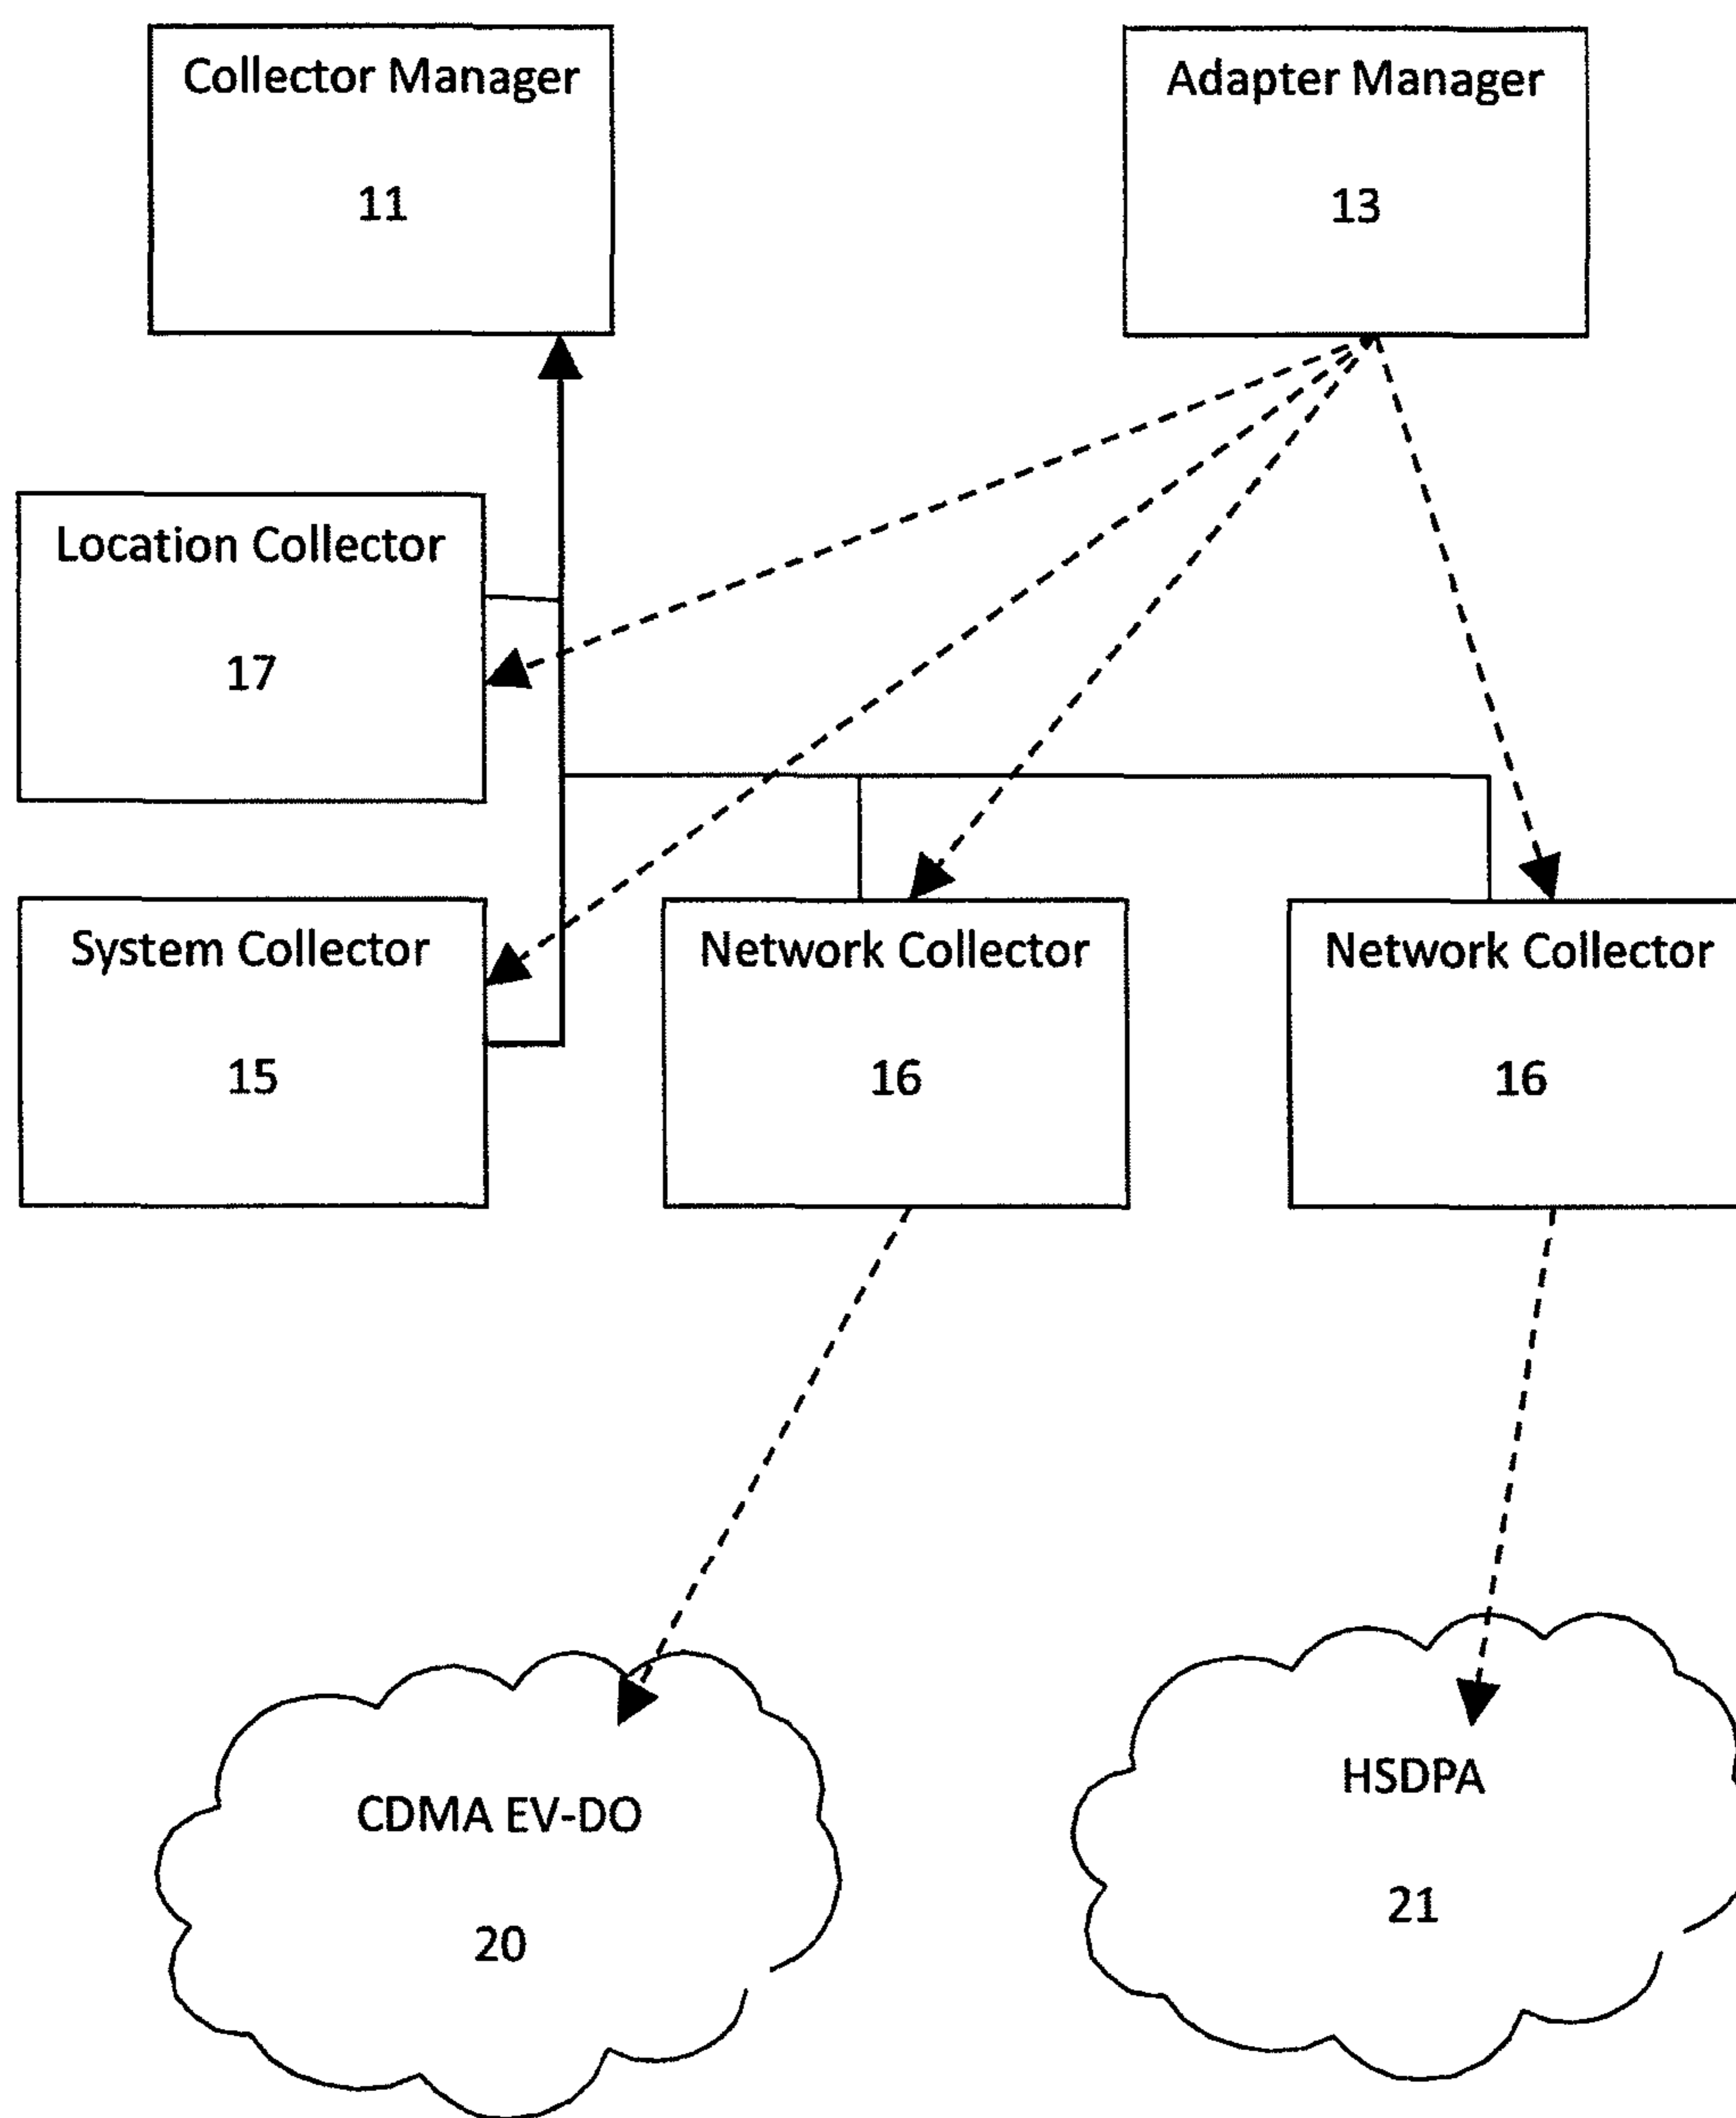 Collector Manager
11
Adapter Manager
13
Location Collector
17
System Collector
15
Network Collector
16
Network Collector
16
CDMA EV-DO
20
HSDPA
21